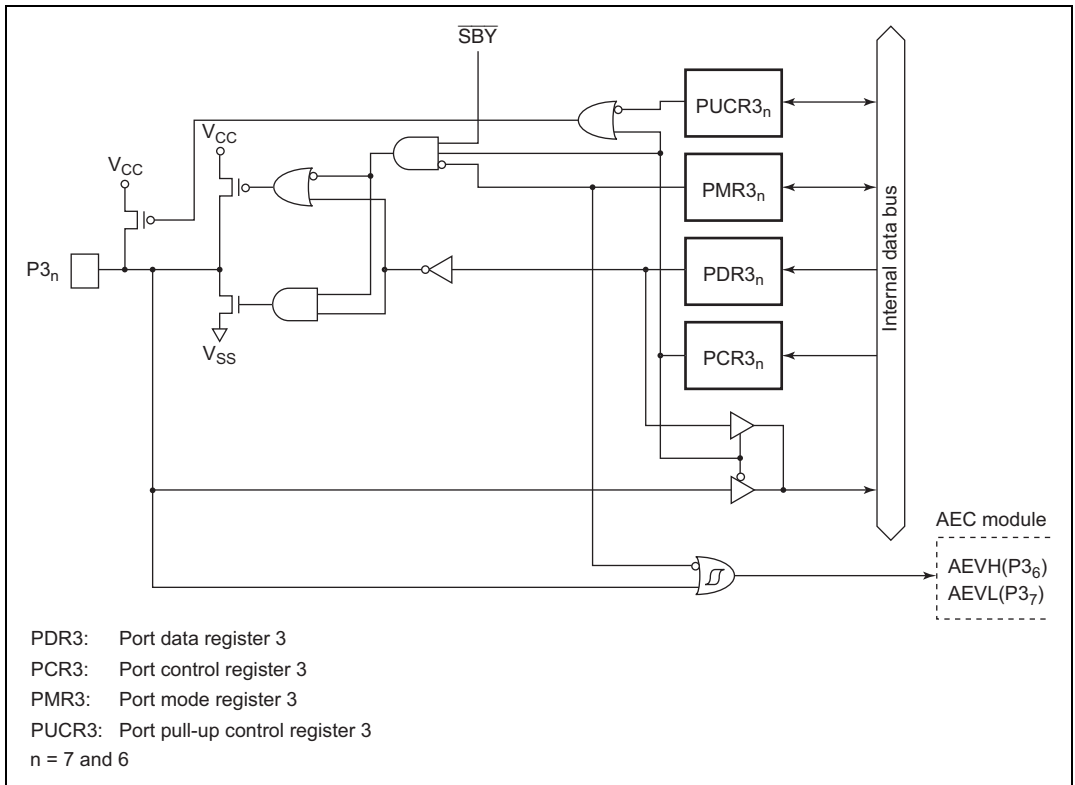 SBY
PUCR3n
VCC
VCC
PMR3n
P3n
PDR3n
VSS
PCR3n
Internal data bus
AEC module
AEVH(P36)
AEVL(P37)
PDR3: Port data register 3
PCR3: Port control register 3
PMR3: Port mode register 3
PUCR3: Port pull-up control register 3
n = 7 and 6